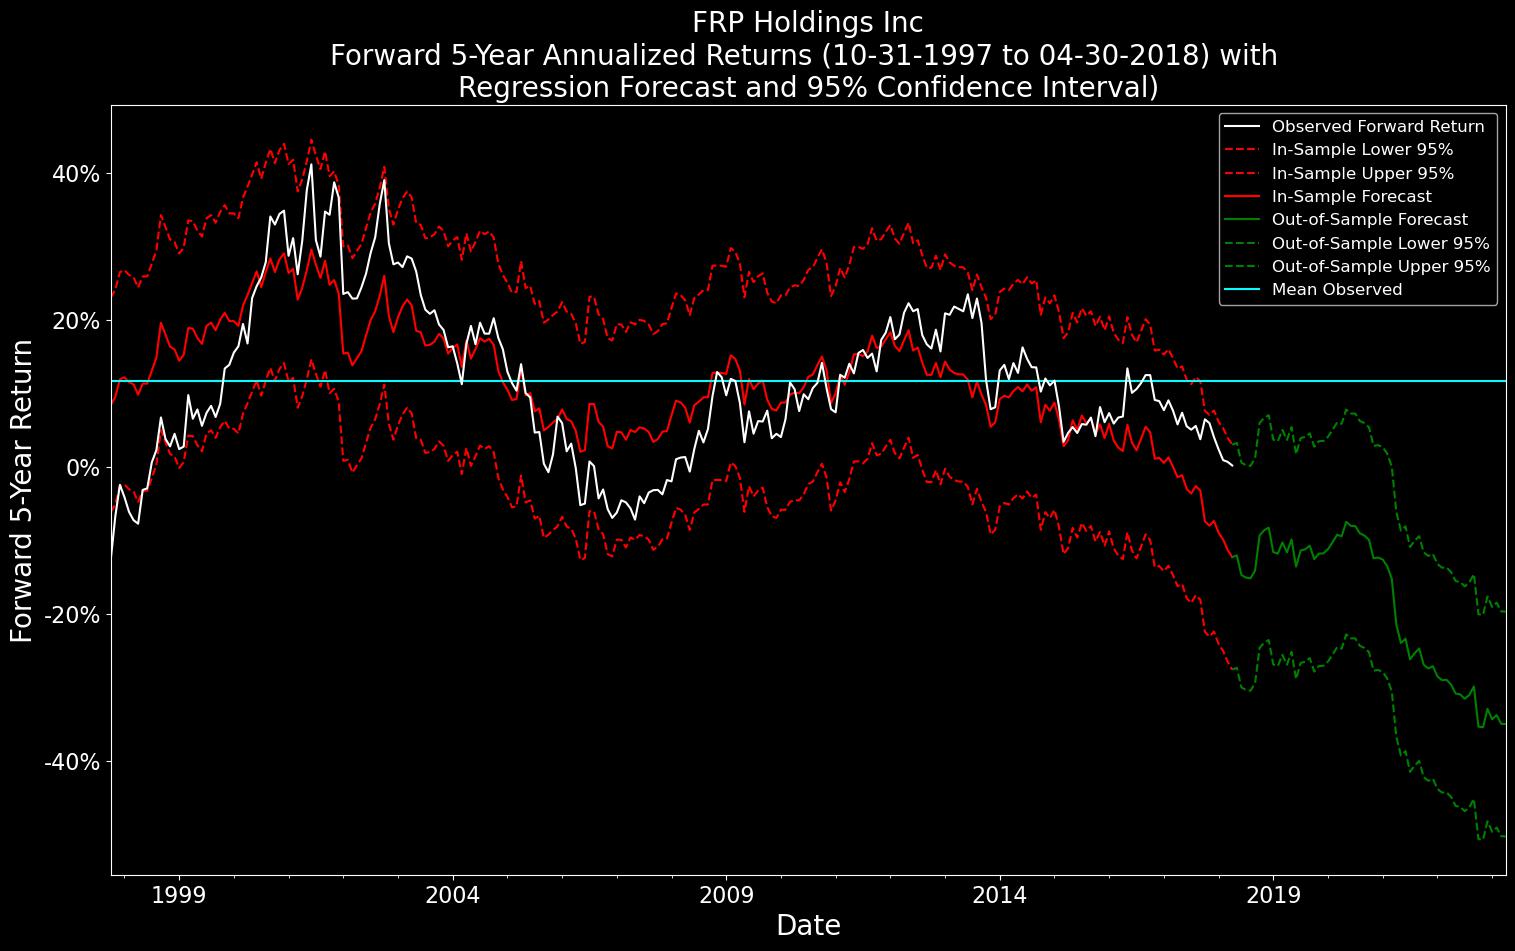 FRP Holdings Inc
Forward 5-Year Annualized Returns (10-31-1997 to 04-30-2018) with
Regression Forecast and 95% Confidence Interval)
Observed Forward Return
In-Sample Lower 95%
In-Sample Upper 95%
In-Sample Forecast
Out-of-Sample Forecast
Out-of-Sample Lower 95%
Out-of-Sample Upper 95%
Mean Observed
Forward 5-Year Return
40%
20%
0%
-20%
-40%
1999 2004 2009 2014 2019
Date